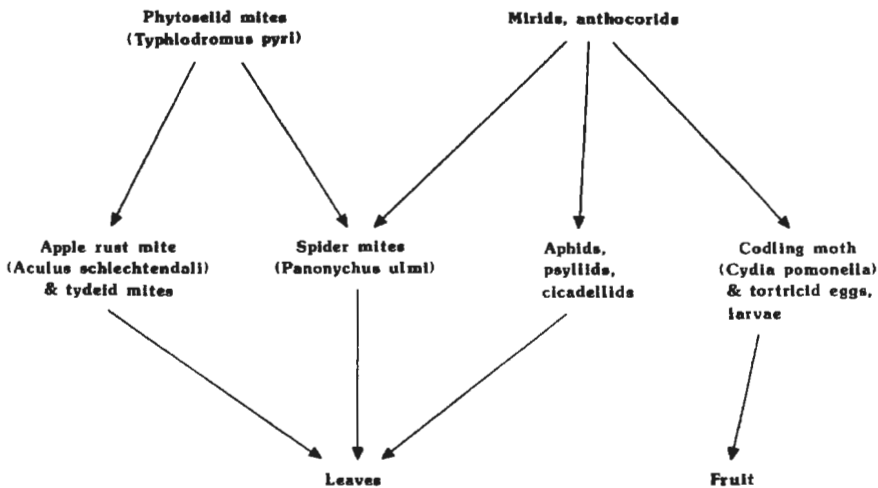 Phytoseiid mites
(Typhlodromus pyri)
Mirids, anthocorids
Apple rust mite
(Aculus schlechtendali)
& tydeid mites
Spider mites
(Panonychus ulmi)
Aphids,
psyllids,
cicadellids
Codling moth
(Cydia pomonella)
& tortricid eggs,
larvae
Leaves
Fruit